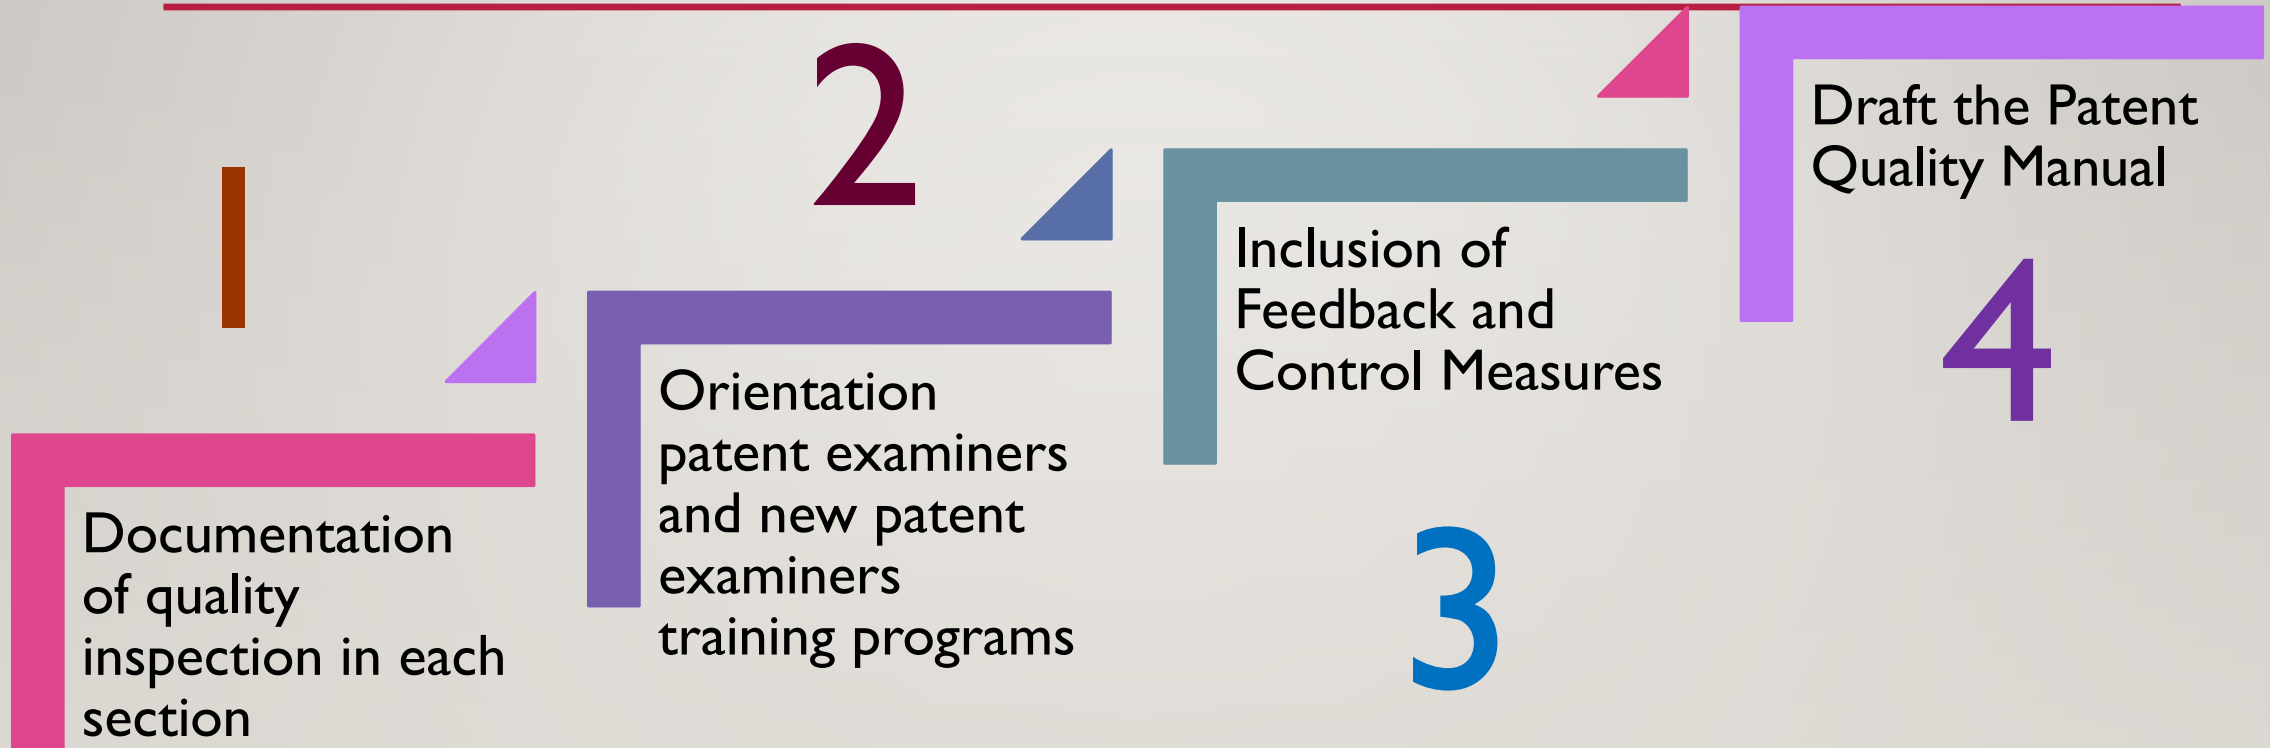 1
Documentation
of quality
inspection in each
section
2
Orientation
patent examiners
and new patent
examiners
training programs
Inclusion of
Feedback and
Control Measures
3
Draft the Patent
Quality Manual
4